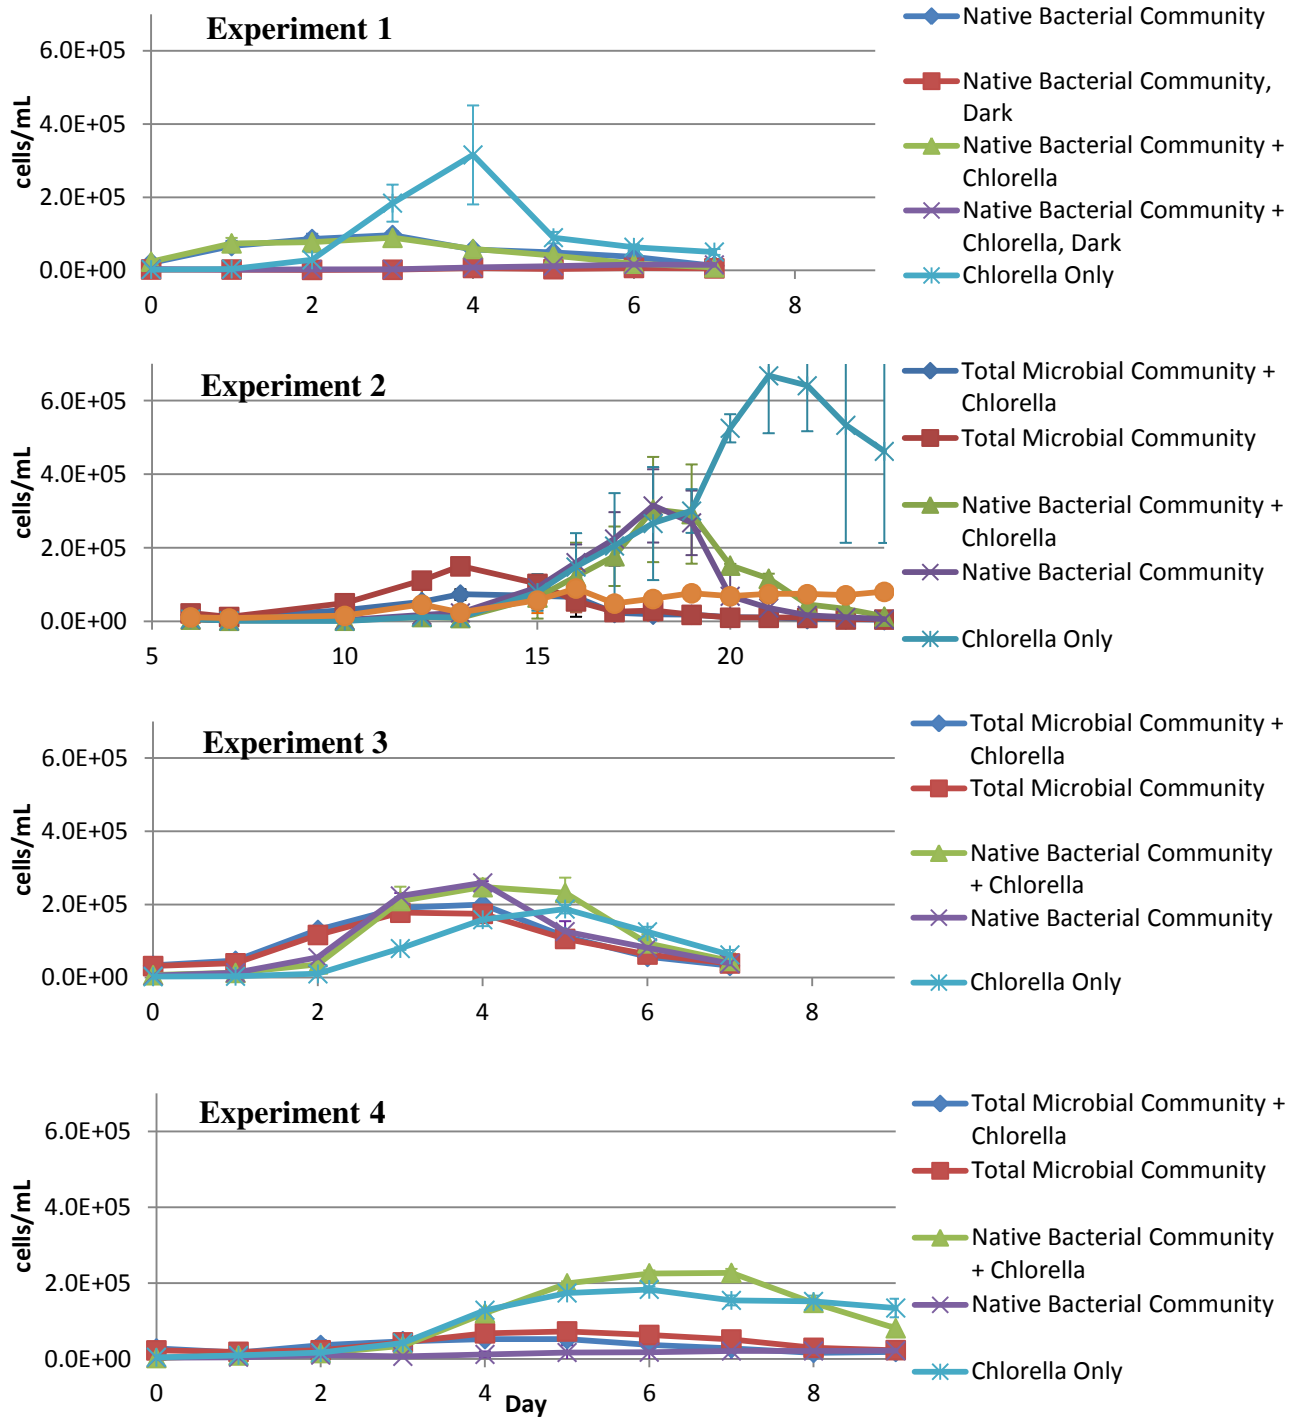 Experiment 1
6.0E+05
4.0E+05
2.0E+05
0.0E+00
cells/mL
0 2 4 6 8
Native Bacterial Community
Native Bacterial Community,
Dark
Native Bacterial Community +
Chlorella
Native Bacterial Community +
Chlorella, Dark
Chlorella Only
Experiment 2
6.0E+05
4.0E+05
2.0E+05
0.0E+00
cells/mL
5 10 15 20
Total Microbial Community +
Chlorella
Total Microbial Community
Native Bacterial Community +
Chlorella
Native Bacterial Community
Chlorella Only
Experiment 3
6.0E+05
4.0E+05
2.0E+05
0.0E+00
cells/mL
0 2 4 6 8
Total Microbial Community +
Chlorella
Total Microbial Community
Native Bacterial Community
+ Chlorella
Native Bacterial Community
Chlorella Only
Experiment 4
6.0E+05
4.0E+05
2.0E+05
0.0E+00
cells/mL
0 2 4 6 8
Day
Total Microbial Community +
Chlorella
Total Microbial Community
Native Bacterial Community
+ Chlorella
Native Bacterial Community
Chlorella Only